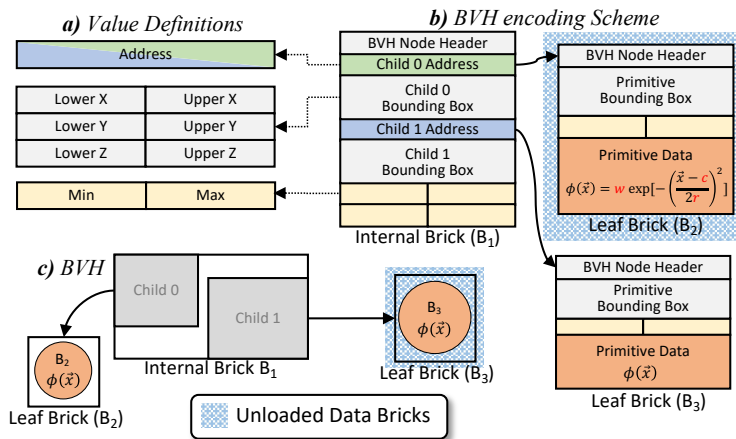 a) Value Definitions
Address
Lower X Upper X
Lower Y Upper Y
Lower Z Upper Z
Min Max
b) BVH encoding Scheme
BVH Node Header
Child 0 Address
Child 0
Bounding Box
Child 1 Address
Child 1
Bounding Box
Internal Brick (B₁)
BVH Node Header
Primitive
Bounding Box
Primitive Data
ϕ(x⃗) = w exp[−((x⃗ − c)/2r)²]
Leaf Brick (B₂)
BVH Node Header
Primitive
Bounding Box
Primitive Data
ϕ(x⃗)
Leaf Brick (B₃)
c) BVH
Child 0
Child 1
Internal Brick B₁
B₂
ϕ(x⃗)
Leaf Brick (B₂)
B₃
ϕ(x⃗)
Leaf Brick (B₃)
Unloaded Data Bricks